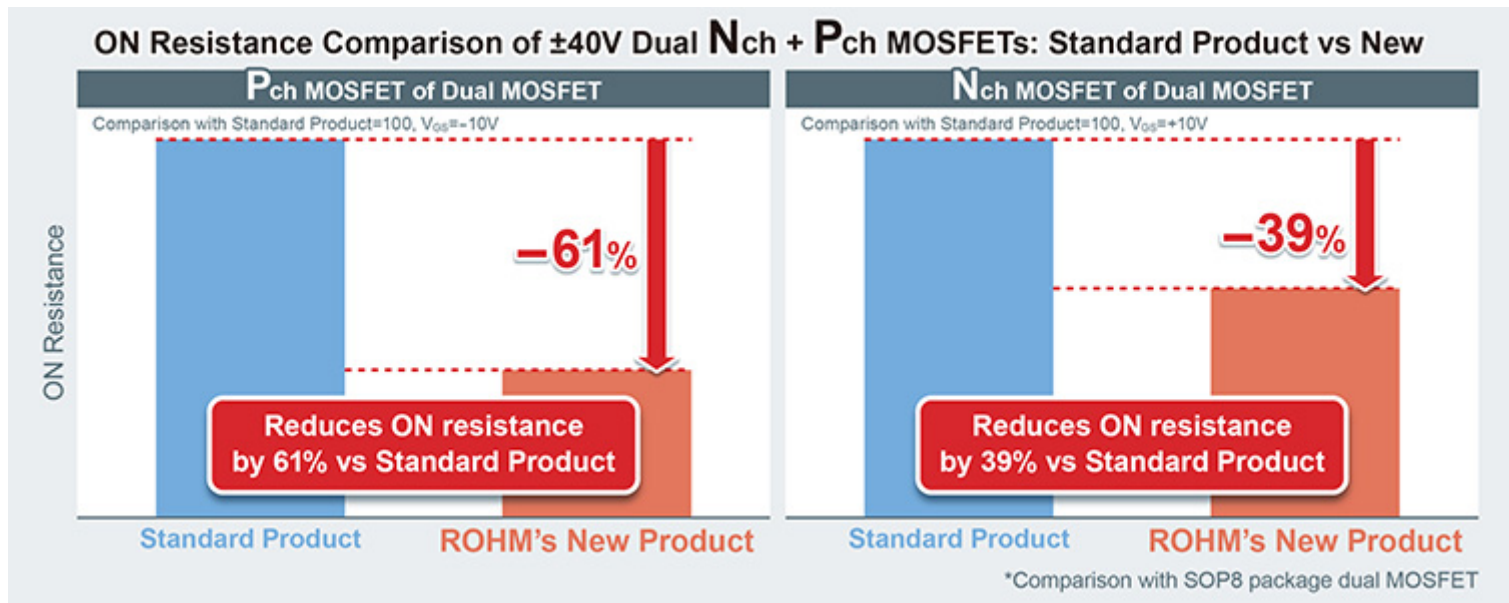 ON Resistance Comparison of ±40V Dual Nch + Pch MOSFETs: Standard Product vs New
Pch MOSFET of Dual MOSFET
Comparison with Standard Product=100, VGS=−10V
−61%
Reduces ON resistance
by 61% vs Standard Product
Standard Product
ROHM's New Product
Nch MOSFET of Dual MOSFET
Comparison with Standard Product=100, VGS=+10V
−39%
Reduces ON resistance
by 39% vs Standard Product
Standard Product
ROHM's New Product
ON Resistance
*Comparison with SOP8 package dual MOSFET